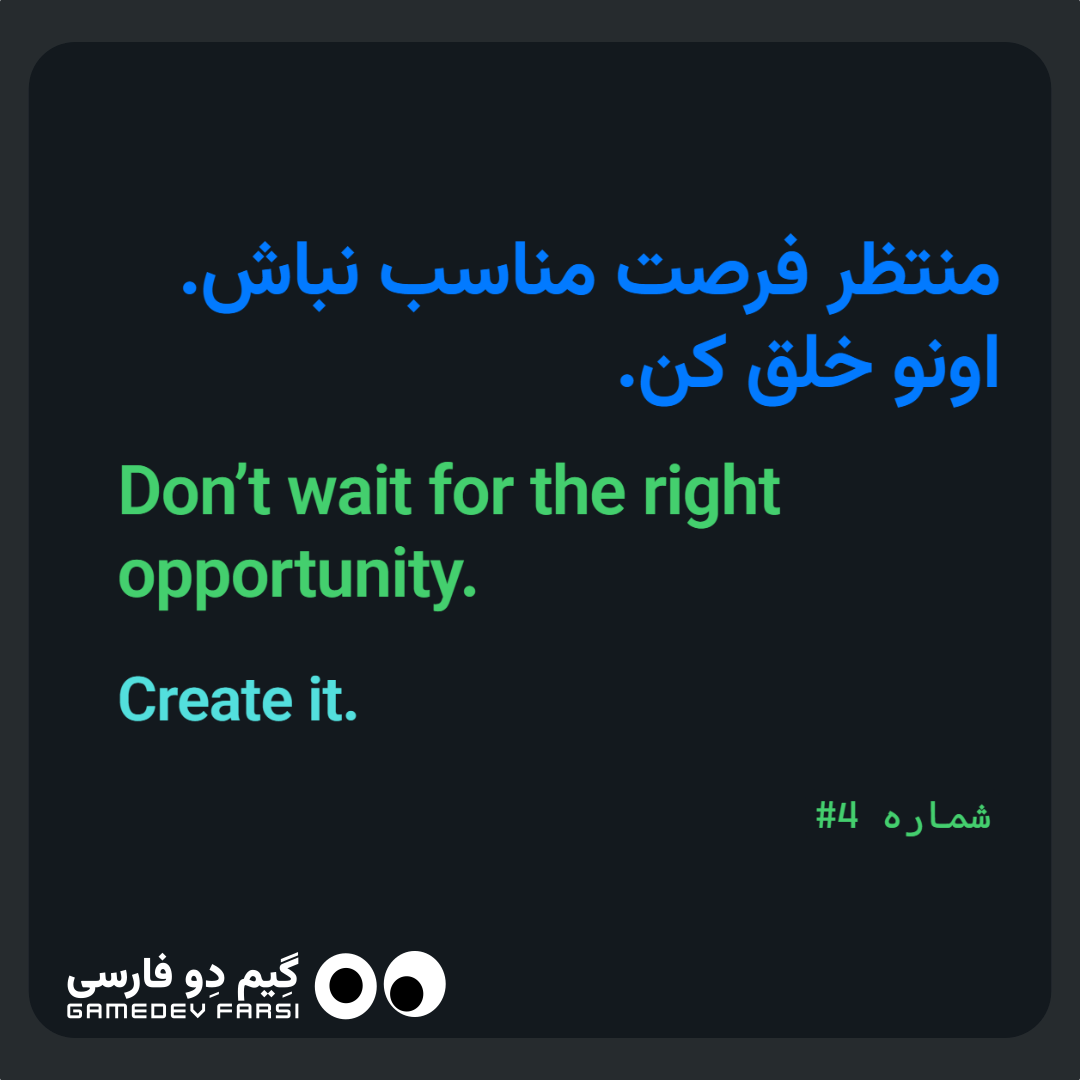 منتظر فرصت مناسب نباش.
اونو خلق کن.
Don’t wait for the right
opportunity.
Create it.
شماره 4#
گِیم دِو فارسی
GAMEDEV FARSI